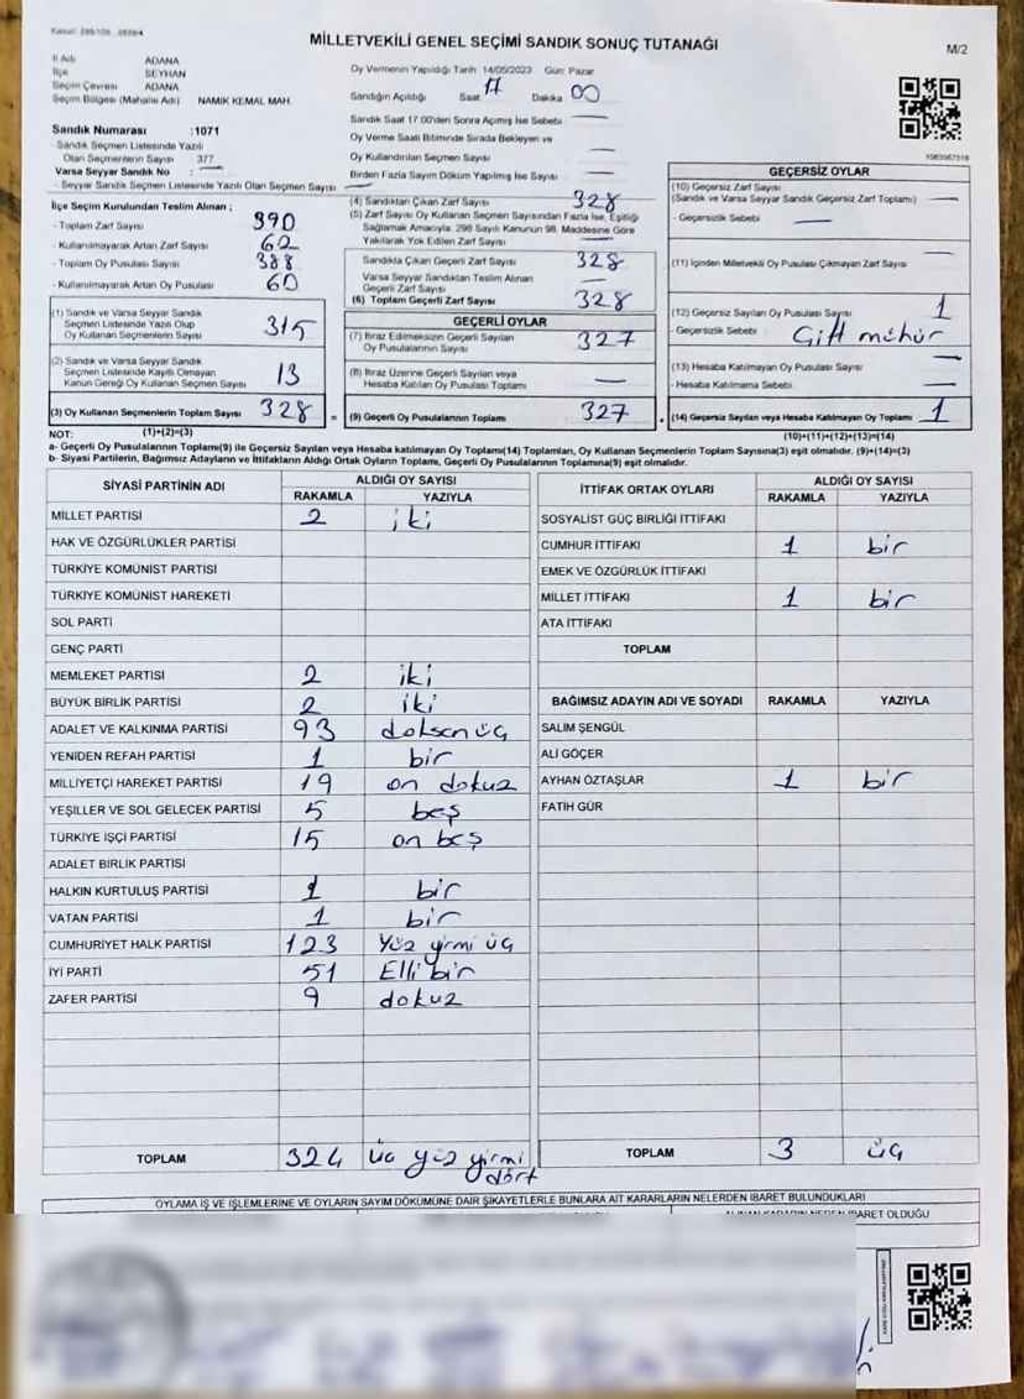 MİLLETVEKİLİ GENEL SEÇİMİ SANDIK SONUÇ TUTANAĞI
M/2
İl Adı ADANA
İlçe SEYHAN
Seçim Çevresi ADANA
Seçim Bölgesi (Mahalle Adı) NAMIK KEMAL MAH.
Oy Vermenin Yapıldığı Tarih 14/05/2023 Gün: Pazar
Sandığın Açıldığı Saat 17 Dakika 00
Sandık Saat 17:00'den Sonra Açımış İse Sebebi
Oy Verme Saati Bitiminde Sırada Bekleyen ve
Oy Kullandırılan Seçmen Sayısı
Birden Fazla Sayım Döküm Yapılmış İse Sayısı
Sandık Numarası :1071
Sandık Seçmen Listesinde Yazılı
Olan Seçmenlerin Sayısı 377
Varsa Seyyar Sandık No :
- Seyyar Sandık Seçmen Listesinde Yazılı Olan Seçmen Sayısı
İlçe Seçim Kurulundan Teslim Alınan ;
- Toplam Zarf Sayısı 390
- Kullanılmayarak Artan Zarf Sayısı 62
- Toplam Oy Pusulası Sayısı 388
- Kullanılmayarak Artan Oy Pusulası 60
(1) Sandık ve Varsa Seyyar Sandık
Seçmen Listesinde Yazılı Olup
Oy Kullanan Seçmenlerin Sayısı 315
(2) Sandık ve Varsa Seyyar Sandık
Seçmen Listesinde Kayıtlı Olmayan
Kanun Gereği Oy Kullanan Seçmen Sayısı 13
(3) Oy Kullanan Seçmenlerin Toplam Sayısı 328 =
(4) Sandıktan Çıkan Zarf Sayısı 328
(5) Zarf Sayısı Oy Kullanan Seçmen Sayısından Fazla İse, Eşitliği
Sağlamak Amacıyla, 298 Sayılı Kanunun 98. Maddesine Göre
Yakılarak Yok Edilen Zarf Sayısı
Sandıkta Çıkan Geçerli Zarf Sayısı 328
Varsa Seyyar Sandıktan Teslim Alınan
Geçerli Zarf Sayısı
(6) Toplam Geçerli Zarf Sayısı 328
GEÇERLİ OYLAR
(7) İtiraz Edilmeksizin Geçerli Sayılan
Oy Pusulalarının Sayısı 327
(8) İtiraz Üzerine Geçerli Sayılan veya
Hesaba Katılan Oy Pusulası Toplamı
(9) Geçerli Oy Pusulalarının Toplamı 327
GEÇERSİZ OYLAR
(10) Geçersiz Zarf Sayısı
(Sandık ve Varsa Seyyar Sandık Geçersiz Zarf Toplamı)
- Geçersizlik Sebebi
(11) İçinden Milletvekili Oy Pusulası Çıkmayan Zarf Sayısı
(12) Geçersiz Sayılan Oy Pusulası Sayısı 1
- Geçersizlik Sebebi Çift mühür
(13) Hesaba Katılmayan Oy Pusulası Sayısı
- Hesaba Katılmama Sebebi
(14) Geçersiz Sayılan veya Hesaba Katılmayan Oy Toplamı 1
NOT: (1)+(2)=(3) (10)+(11)+(12)+(13)=(14)
a- Geçerli Oy Pusulalarının Toplamı(9) ile Geçersiz Sayılan veya Hesaba katılmayan Oy Toplamı(14) Toplamları, Oy Kullanan Seçmenlerin Toplam Sayısına(3) eşit olmalıdır. (9)+(14)=(3)
b- Siyasi Partilerin, Bağımsız Adayların ve İttifakların Aldığı Ortak Oyların Toplamı, Geçerli Oy Pusulalarının Toplamına(9) eşit olmalıdır.
SİYASİ PARTİNİN ADI ALDIĞI OY SAYISI
RAKAMLA YAZIYLA
MİLLET PARTİSİ 2 iki
HAK VE ÖZGÜRLÜKLER PARTİSİ
TÜRKİYE KOMÜNİST PARTİSİ
TÜRKİYE KOMÜNİST HAREKETİ
SOL PARTİ
GENÇ PARTİ
MEMLEKET PARTİSİ 2 iki
BÜYÜK BİRLİK PARTİSİ 2 iki
ADALET VE KALKINMA PARTİSİ 93 doksan üç
YENİDEN REFAH PARTİSİ 1 bir
MİLLİYETÇİ HAREKET PARTİSİ 19 on dokuz
YEŞİLLER VE SOL GELECEK PARTİSİ 5 beş
TÜRKİYE İŞÇİ PARTİSİ 15 on beş
ADALET BİRLİK PARTİSİ
HALKIN KURTULUŞ PARTİSİ 1 bir
VATAN PARTİSİ 1 bir
CUMHURİYET HALK PARTİSİ 123 Yüz yirmi üç
İYİ PARTİ 51 Elli bir
ZAFER PARTİSİ 9 dokuz
TOPLAM 324 üç yüz yirmi
dört
İTTİFAK ORTAK OYLARI ALDIĞI OY SAYISI
RAKAMLA YAZIYLA
SOSYALİST GÜÇ BİRLİĞİ İTTİFAKI
CUMHUR İTTİFAKI 1 bir
EMEK VE ÖZGÜRLÜK İTTİFAKI
MİLLET İTTİFAKI 1 bir
ATA İTTİFAKI
TOPLAM
BAĞIMSIZ ADAYIN ADI VE SOYADI RAKAMLA YAZIYLA
SALİM ŞENGÜL
ALİ GÖÇER
AYHAN ÖZTAŞLAR 1 bir
FATİH GÜR
TOPLAM 3 üç
OYLAMA İŞ VE İŞLEMLERİNE VE OYLARIN SAYIM DÖKÜMÜNE DAİR ŞİKAYETLERLE BUNLARA AİT KARARLARIN NELERDEN İBARET BULUNDUKLARI
ALINAN KARARIN NEDEN İBARET OLDUĞU